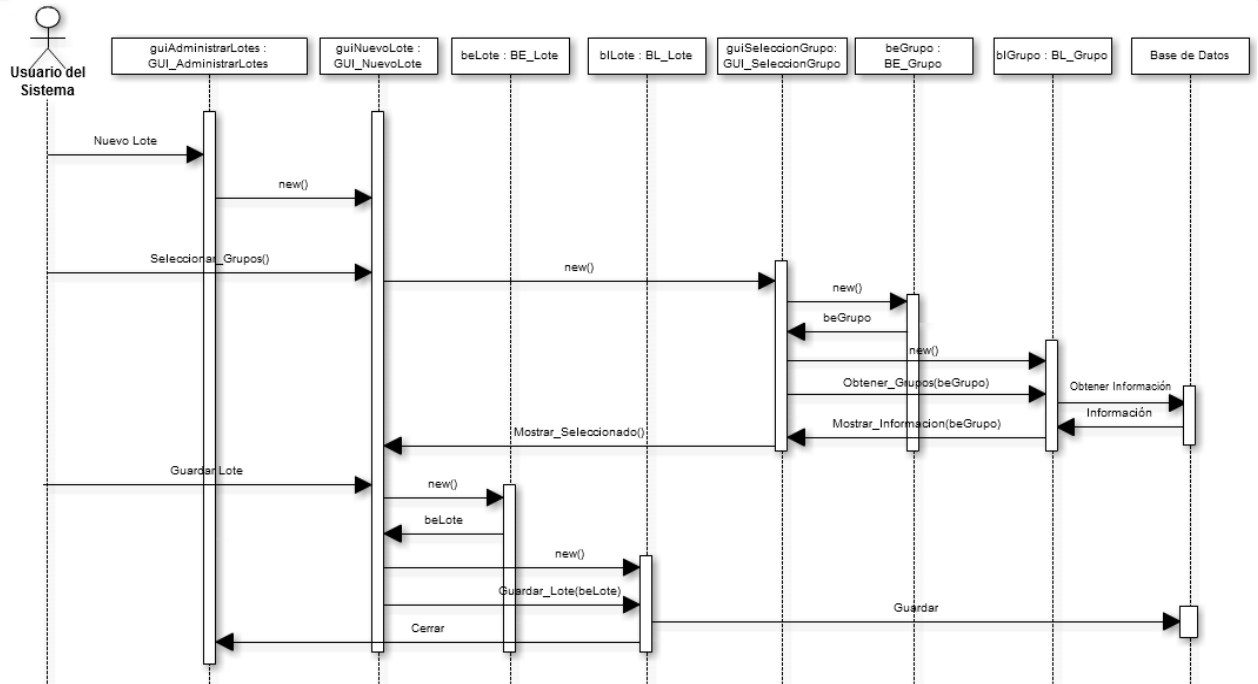 guiAdministrarLotes :
GUI_AdministrarLotes
guiNuevoLote :
GUI_NuevoLote
beLote : BE_Lote
blLote : BL_Lote
guiSeleccionGrupo:
GUI_SeleccionGrupo
beGrupo :
BE_Grupo
blGrupo : BL_Grupo
Base de Datos
Usuario del
Sistema
Nuevo Lote
new()
Seleccionar_Grupos()
new()
new()
beGrupo
new()
Obtener_Grupos(beGrupo)
Obtener Información
Información
Mostrar_Informacion(beGrupo)
Mostrar_Seleccionado()
Guardar Lote
new()
beLote
new()
Guardar_Lote(beLote)
Guardar
Cerrar